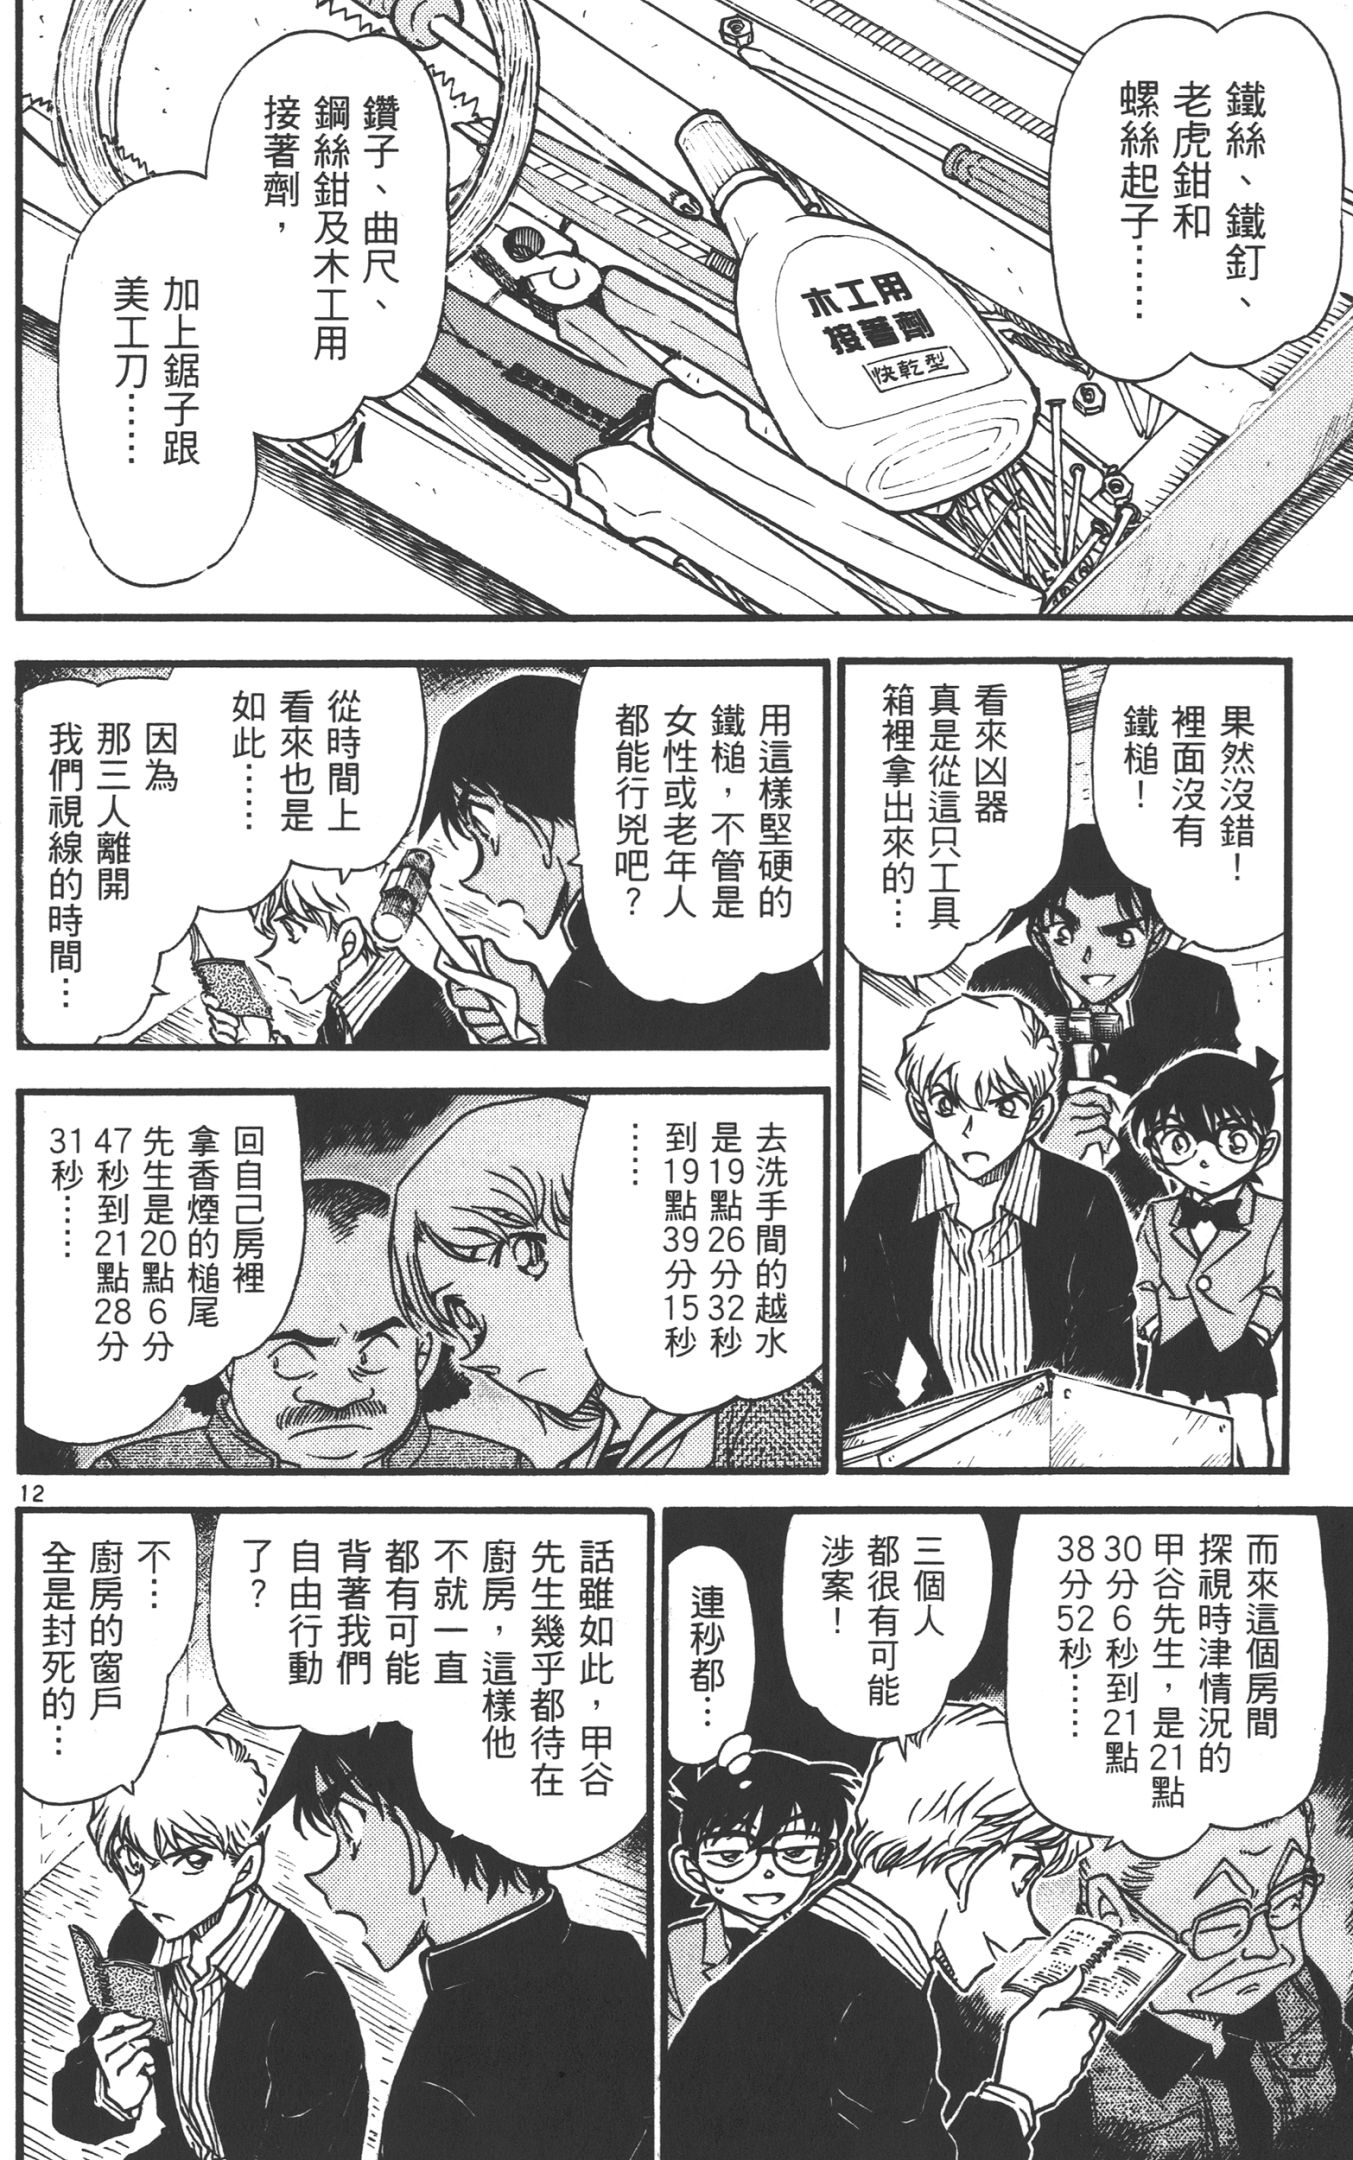 鐵絲、鐵釘、
老虎鉗和
螺絲起子……
木工用
接著劑
快乾型
鑽子、曲尺、
鋼絲鉗及木工用
接著劑，
加上鋸子跟
美工刀……
果然沒錯！
裡面沒有
鐵槌！
看來凶器
真是從這只工具
箱裡拿出來的…
用這樣堅硬的
鐵槌，不管是
女性或老年人
都能行兇吧？
從時間上
看來也是
如此……
因為
那三人離開
我們視線的時間…
去洗手間的越水
是19點26分32秒
到19點39分15秒
……
回自己房裡
拿香煙的槌尾
先生是20點6分
47秒到21點28分
31秒……
而來這個房間
探視時津情況的
甲谷先生，是21點
30分6秒到21點
38分52秒……
三個人
都很有可能
涉案！
連秒都…
話雖如此，甲谷
先生幾乎都待在
廚房，這樣他
不就一直
都有可能
背著我們
自由行動
了？
不…
廚房的窗戶
全是封死的…
12